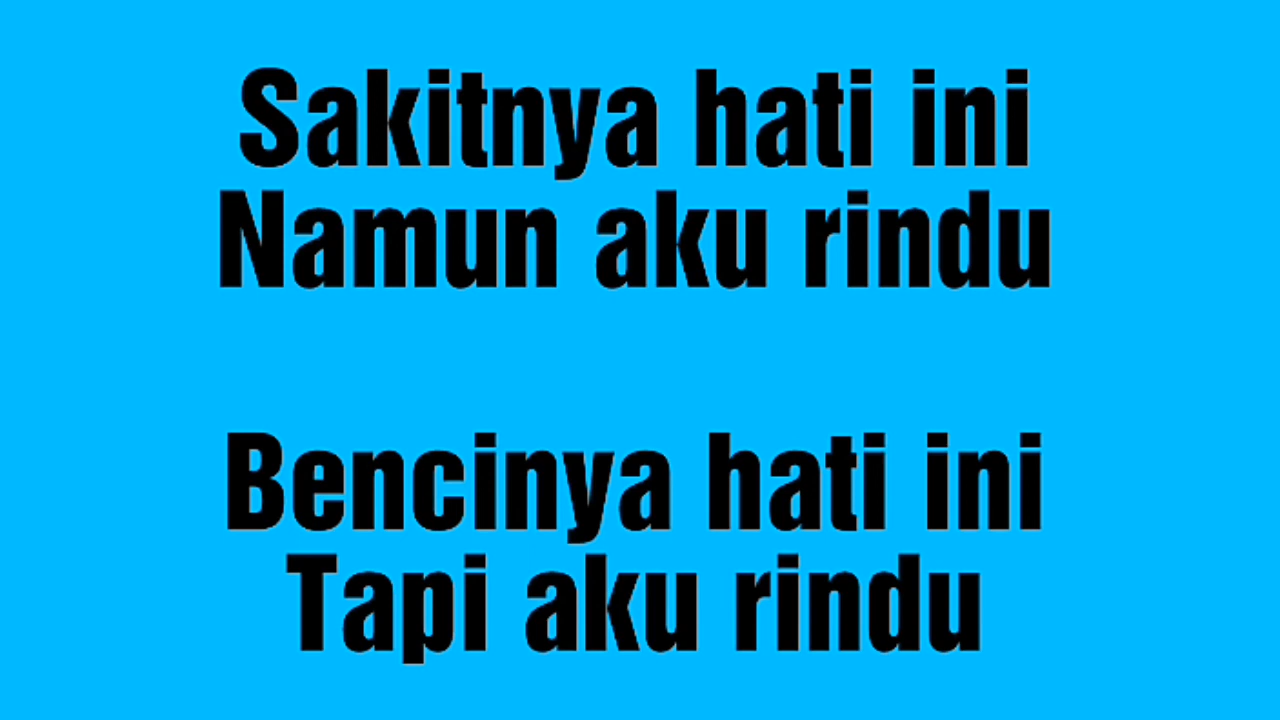 Sakitnya hati ini
Namun aku rindu
Bencinya hati ini
Tapi aku rindu